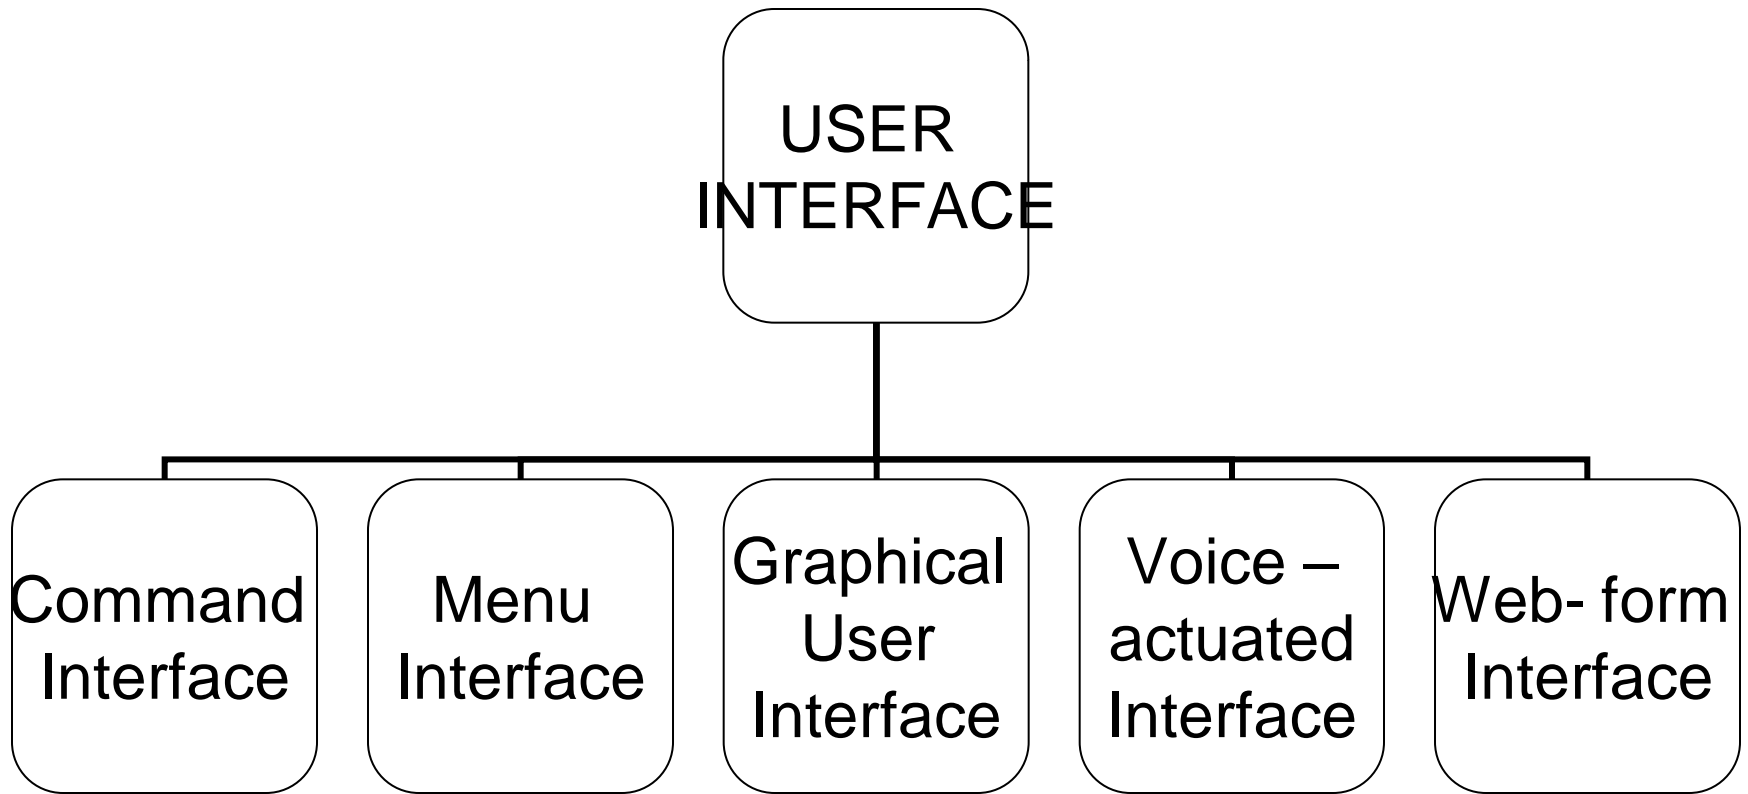 USER
INTERFACE
Command
Interface
Menu
Interface
Graphical
User
Interface
Voice –
actuated
Interface
Web- form
Interface